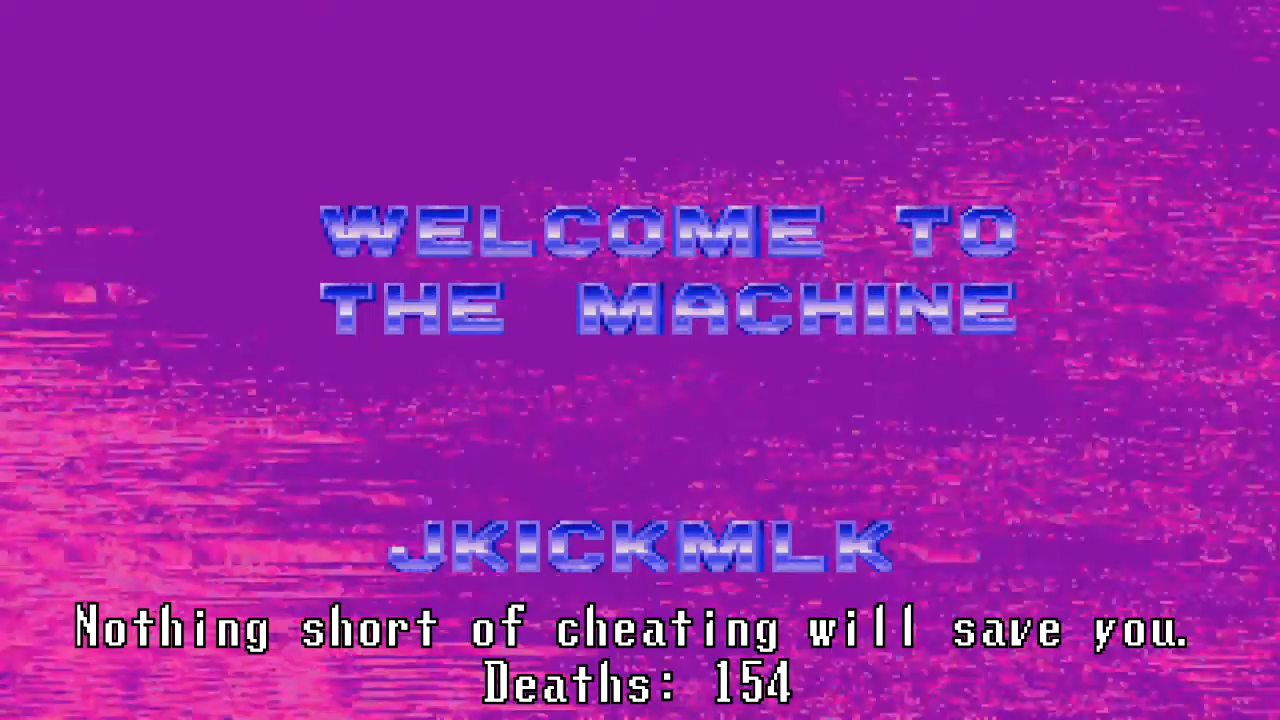 WELCOME TO
THE MACHINE
JKICKMLK
Nothing short of cheating will save you.
Deaths: 154